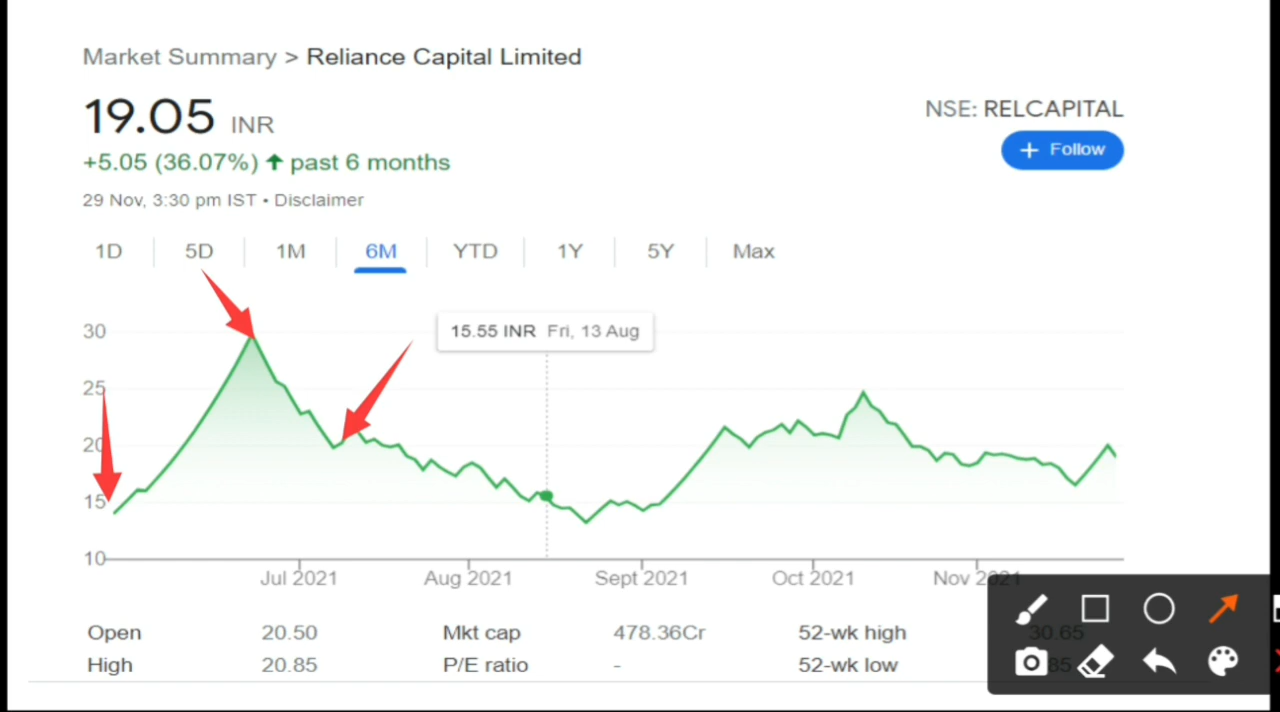 Market Summary > Reliance Capital Limited
19.05 INR
NSE: RELCAPITAL
+5.05 (36.07%) ↑ past 6 months
+ Follow
29 Nov, 3:30 pm IST • Disclaimer
1D 5D 1M 6M YTD 1Y 5Y Max
15.55 INR Fri, 13 Aug
30
25
20
15
10
Jul 2021 Aug 2021 Sept 2021 Oct 2021 Nov 2021
Open 20.50 Mkt cap 478.36Cr 52-wk high 30.65
High 20.85 P/E ratio - 52-wk low